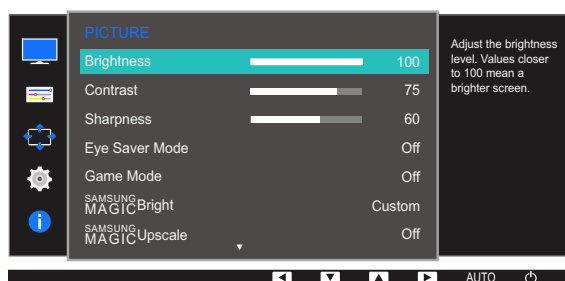 PICTURE
Brightness 100
Contrast 75
Sharpness 60
Eye Saver Mode Off
Game Mode Off
SAMSUNG
MAGICBright Custom
SAMSUNG
MAGICUpscale Off
Adjust the brightness
level. Values closer
to 100 mean a
brighter screen.
AUTO